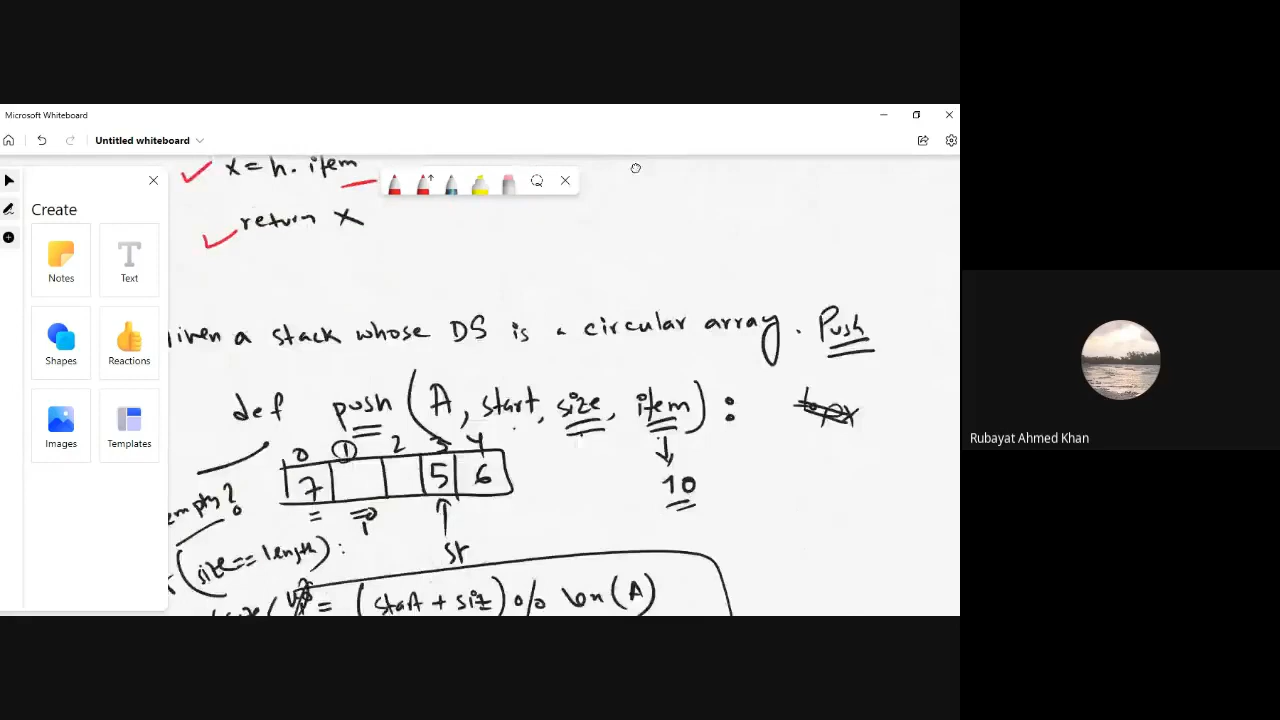 Microsoft Whiteboard
Untitled whiteboard
x = h. item
return x
Create
Notes
Text
Shapes
Reactions
Images
Templates
iven a stack whose DS is a circular array. Push
def push (A, start, size, item) :
0 1 2 3 4
7 5 6
10
empty?
(size == length) :
st
= (start + size) % len (A)
Rubayat Ahmed Khan